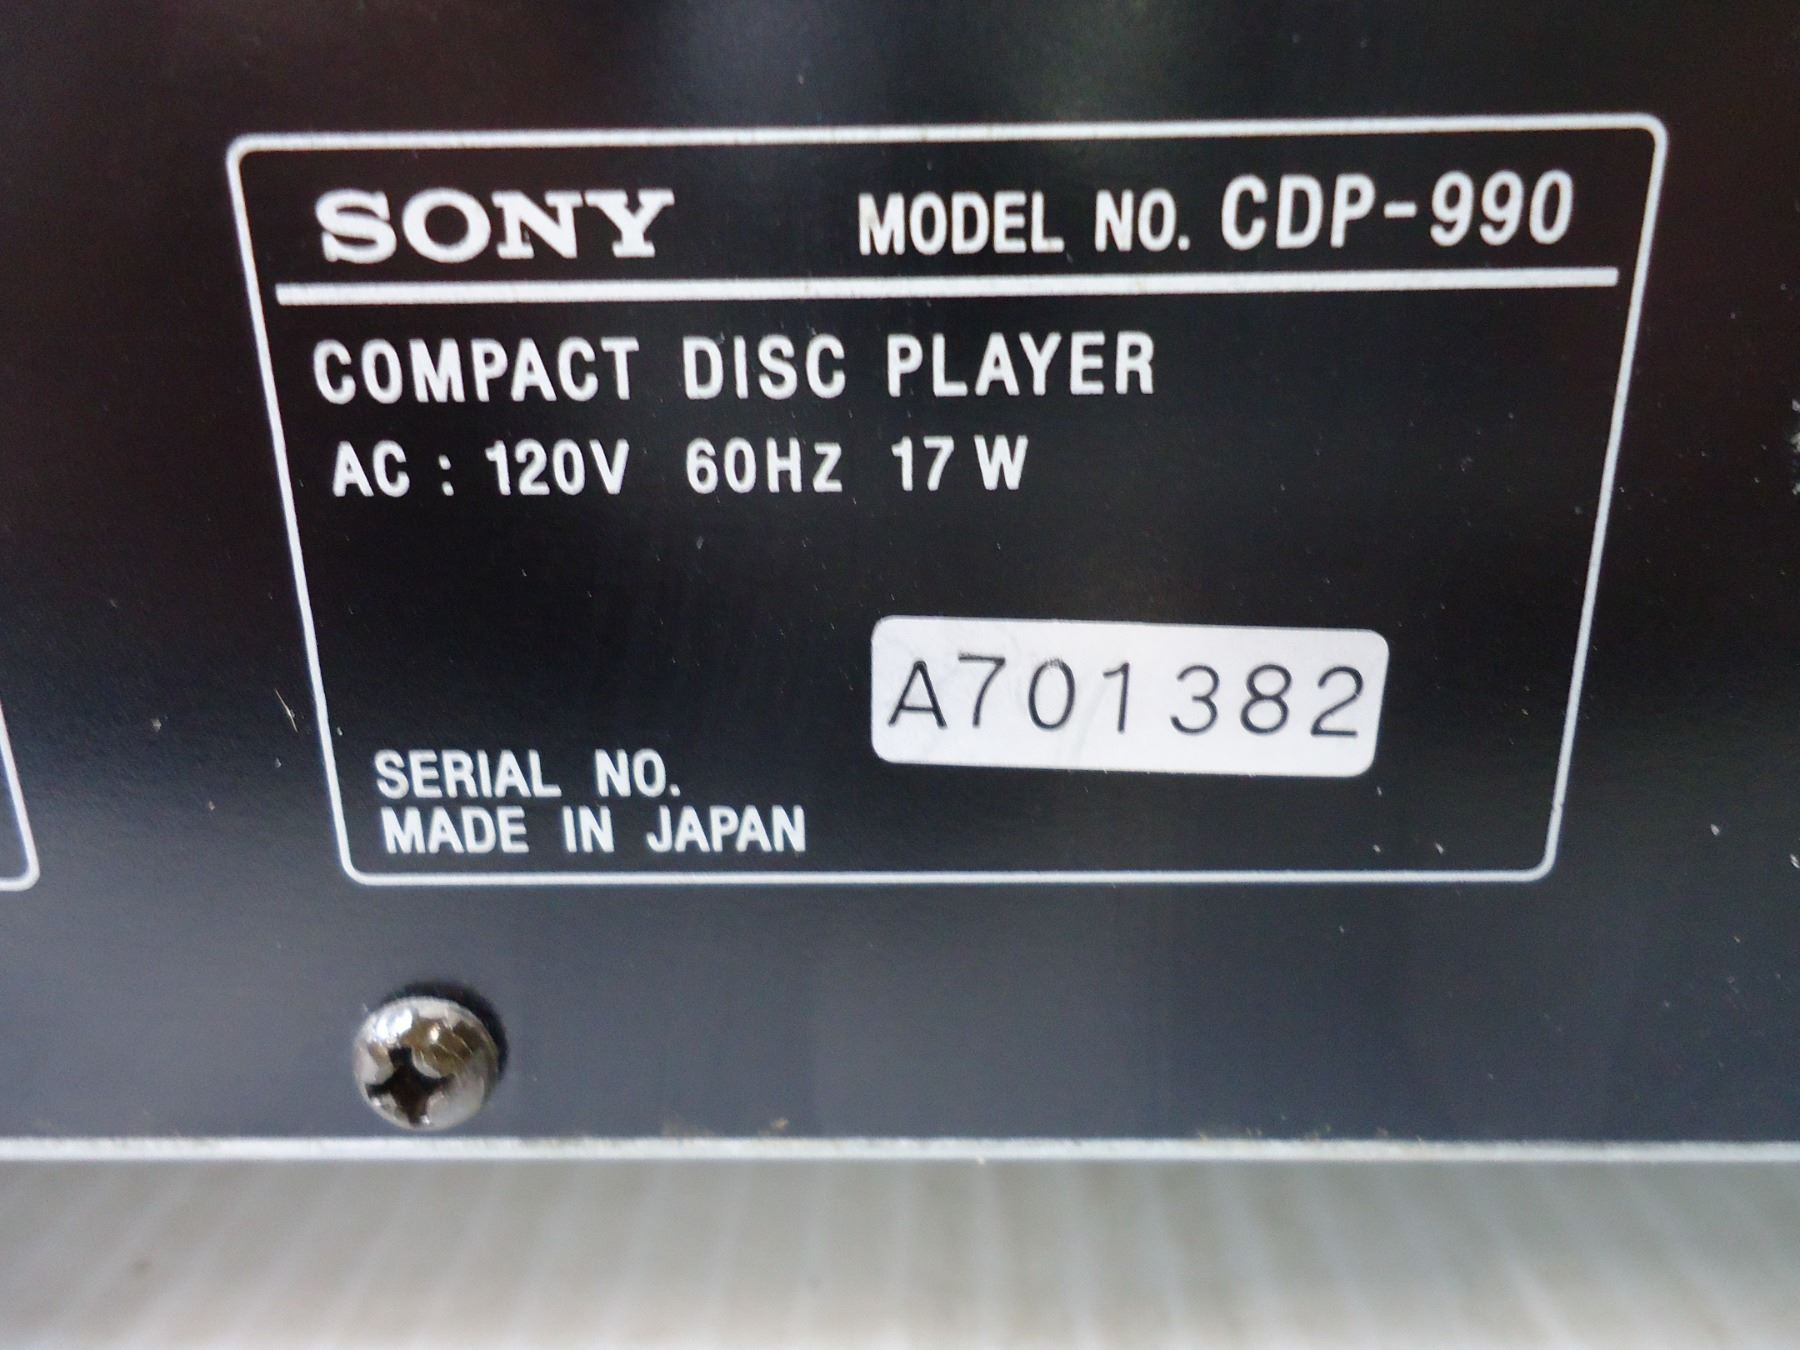 SONY MODEL NO. CDP-990
COMPACT DISC PLAYER
AC : 120V 60Hz 17 W
A701382
SERIAL NO.
MADE IN JAPAN